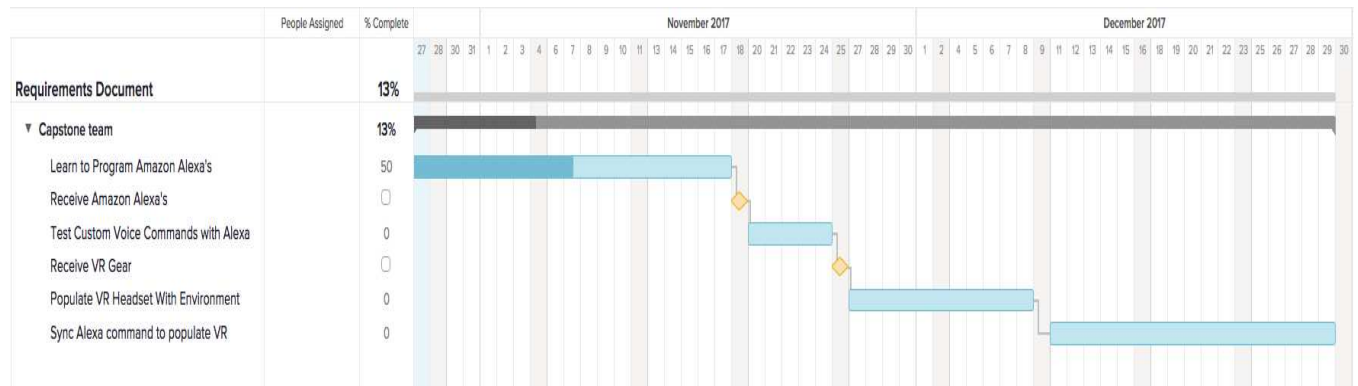 People Assigned % Complete November 2017 December 2017
27 28 30 31 1 2 3 4 6 7 8 9 10 11 13 14 15 16 17 18 20 21 22 23 24 25 27 28 29 30 1 2 4 5 6 7 8 9 11 12 13 14 15 16 18 19 20 21 22 23 25 26 27 28 29 30
Requirements Document 13%
Capstone team 13%
Learn to Program Amazon Alexa's 50
Receive Amazon Alexa's
Test Custom Voice Commands with Alexa 0
Receive VR Gear
Populate VR Headset With Environment 0
Sync Alexa command to populate VR 0